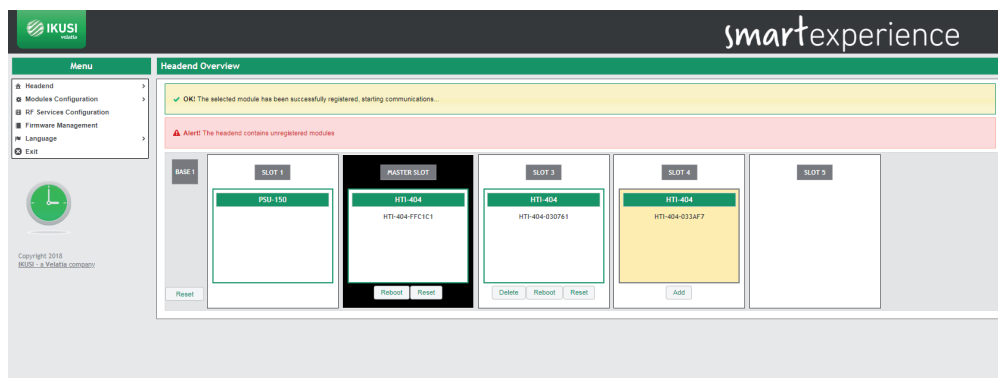 IKUSI
velatia
smartexperience
Menu
Headend Overview
Headend
Modules Configuration
RF Services Configuration
Firmware Management
Language
Exit
OK! The selected module has been successfully registered, starting communications...
Alert! The headend contains unregistered modules
BASE 1
SLOT 1
MASTER SLOT
SLOT 3
SLOT 4
SLOT 5
PSU-150
HTI-404
HTI-404
HTI-404
HTI-404-FFC1C1
HTI-404-030761
HTI-404-033AF7
Reset
Reboot
Reset
Delete
Reboot
Reset
Add
Copyright 2018
IKUSI - a Velatia company